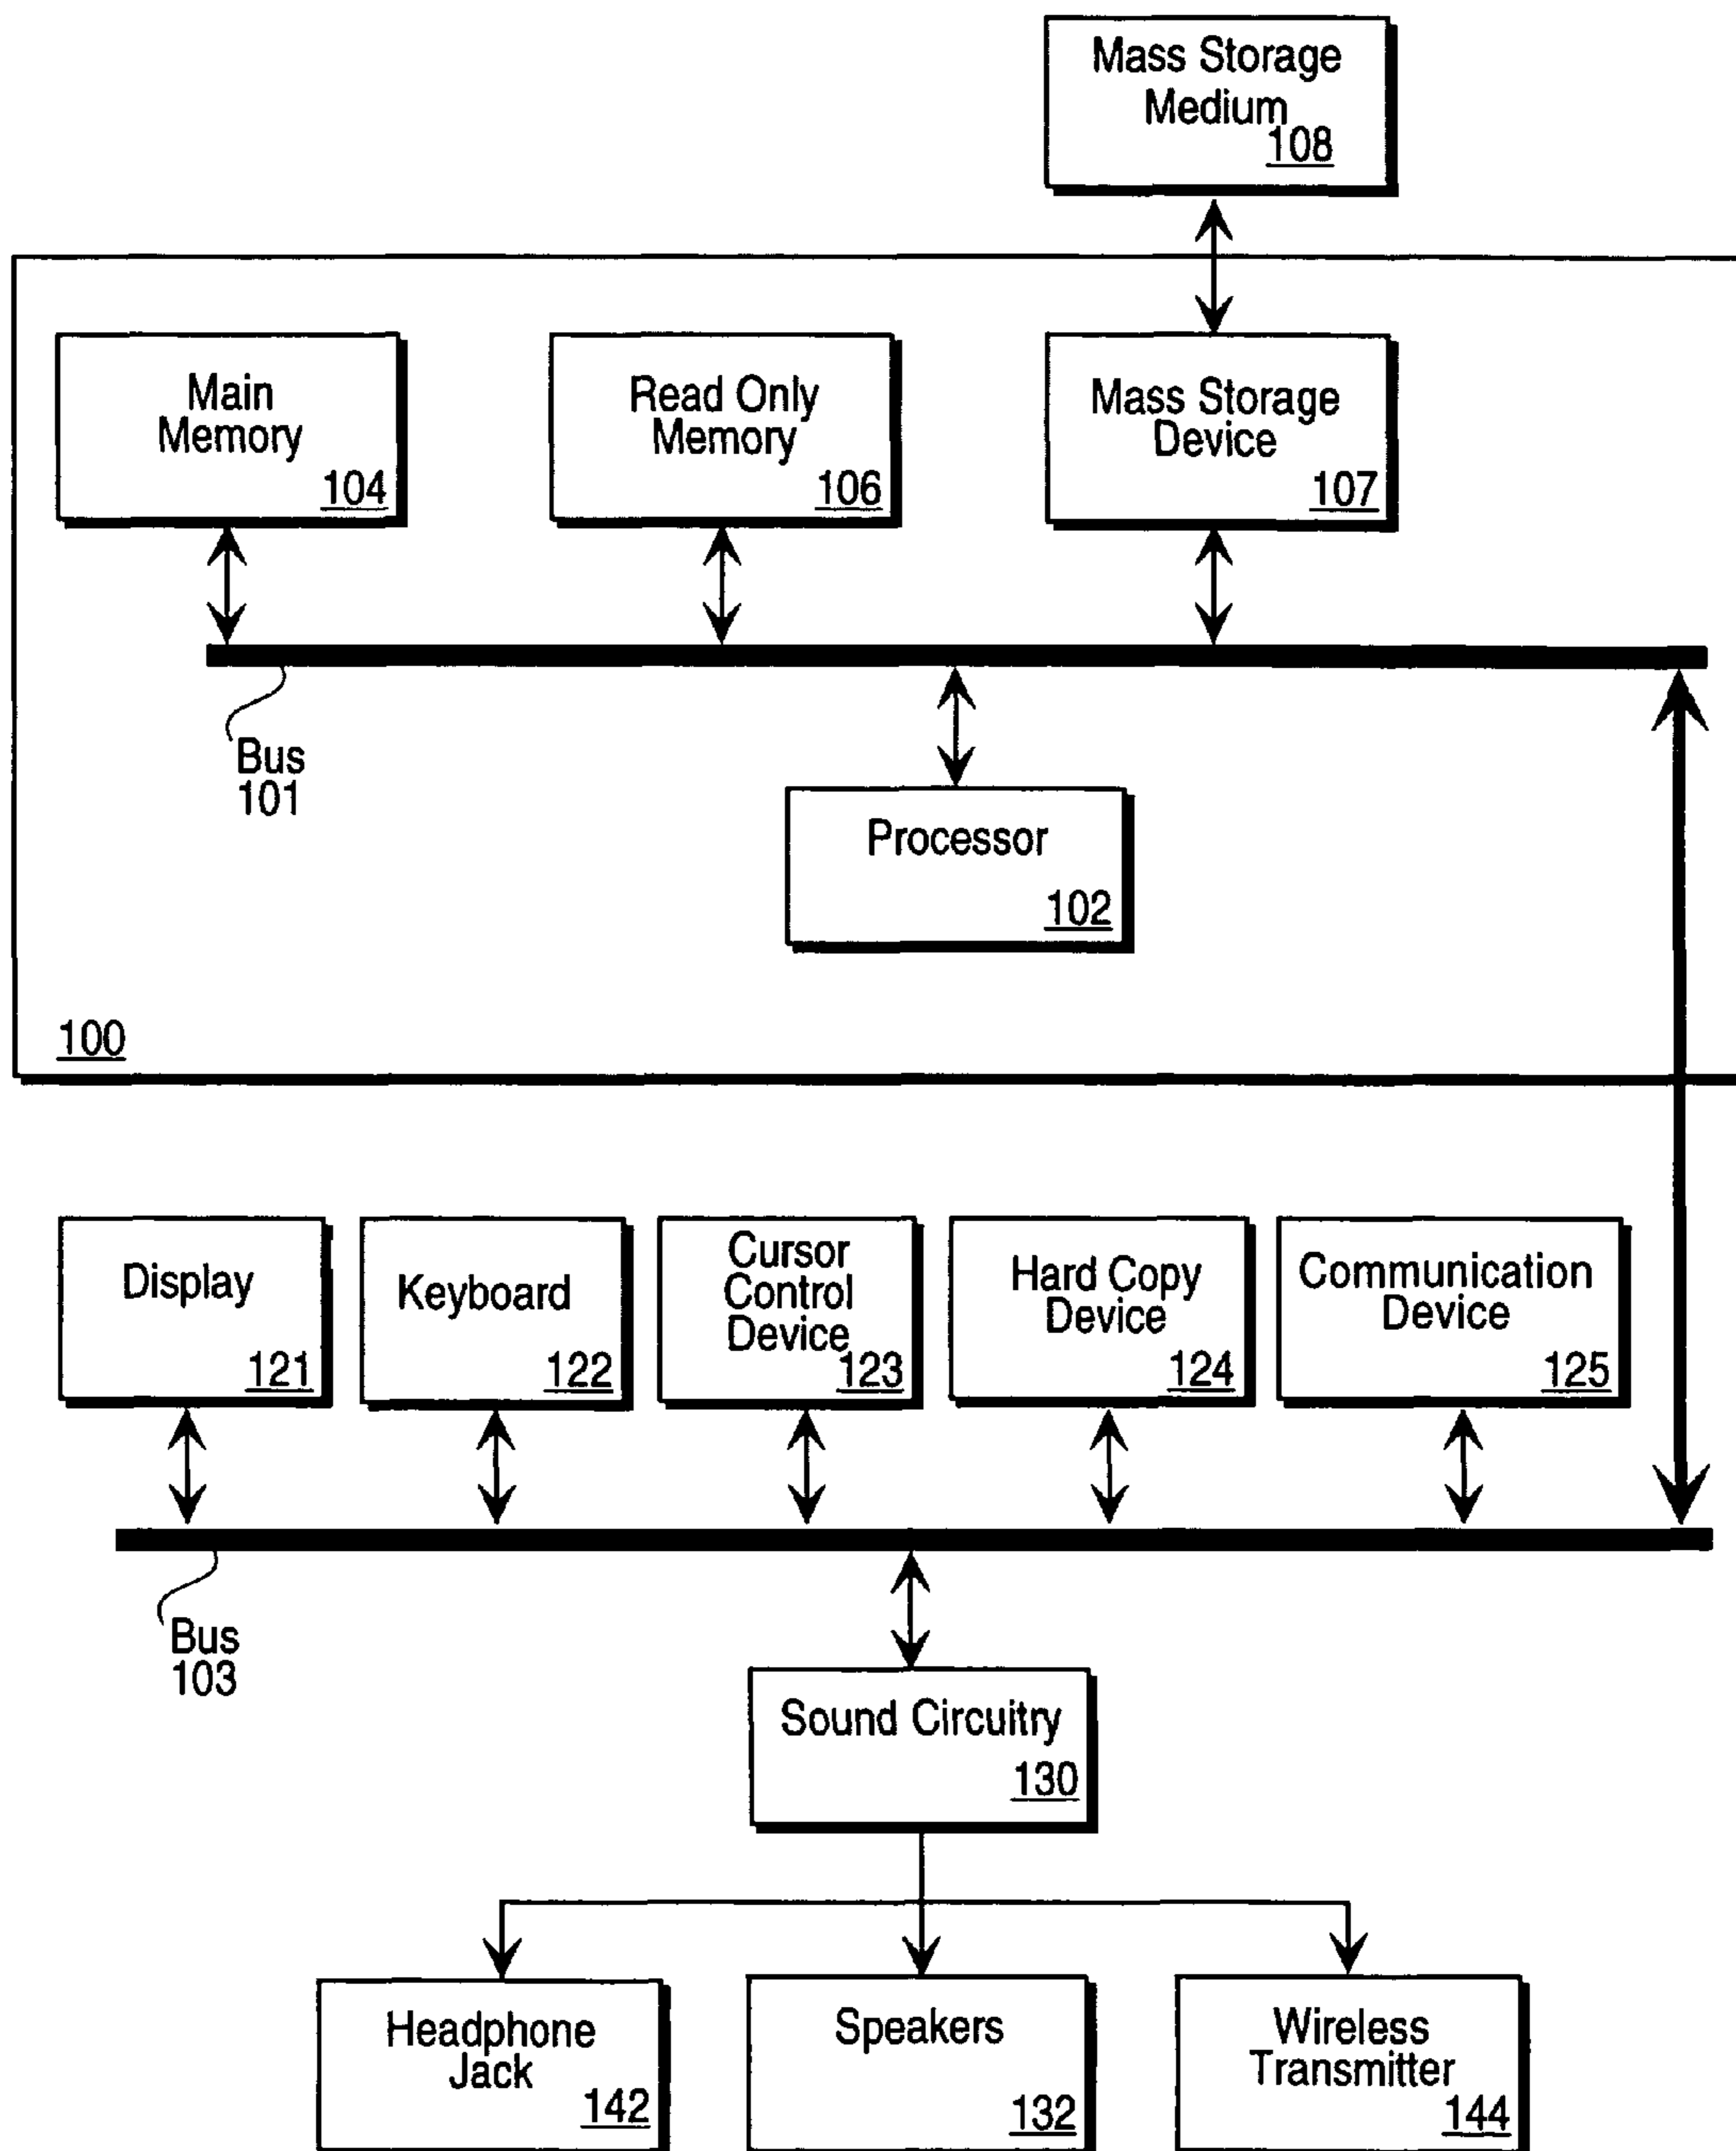 Mass Storage
Medium
108
Main
Memory
104
Read Only
Memory
106
Mass Storage
Device
107
Bus
101
Processor
102
100
Display
121
Keyboard
122
Cursor
Control
Device
123
Hard Copy
Device
124
Communication
Device
125
Bus
103
Sound Circuitry
130
Headphone
Jack
142
Speakers
132
Wireless
Transmitter
144